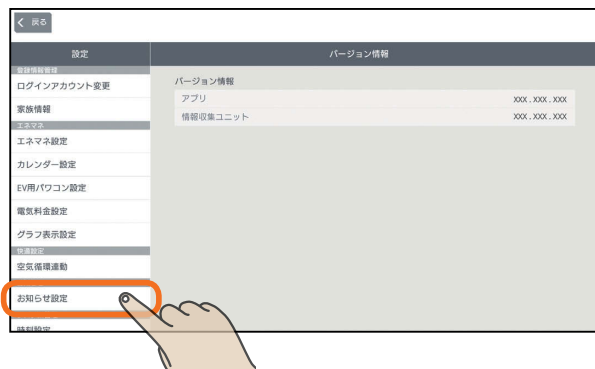 戻る
設定
バージョン情報
登録情報管理
ログインアカウント変更
家族情報
エネマネ
エネマネ設定
カレンダー設定
EV用パワコン設定
電気料金設定
グラフ表示設定
快適設定
空気循環連動
お知らせ設定
時刻設定
バージョン情報
アプリ XXX . XXX . XXX
情報収集ユニット XXX . XXX . XXX